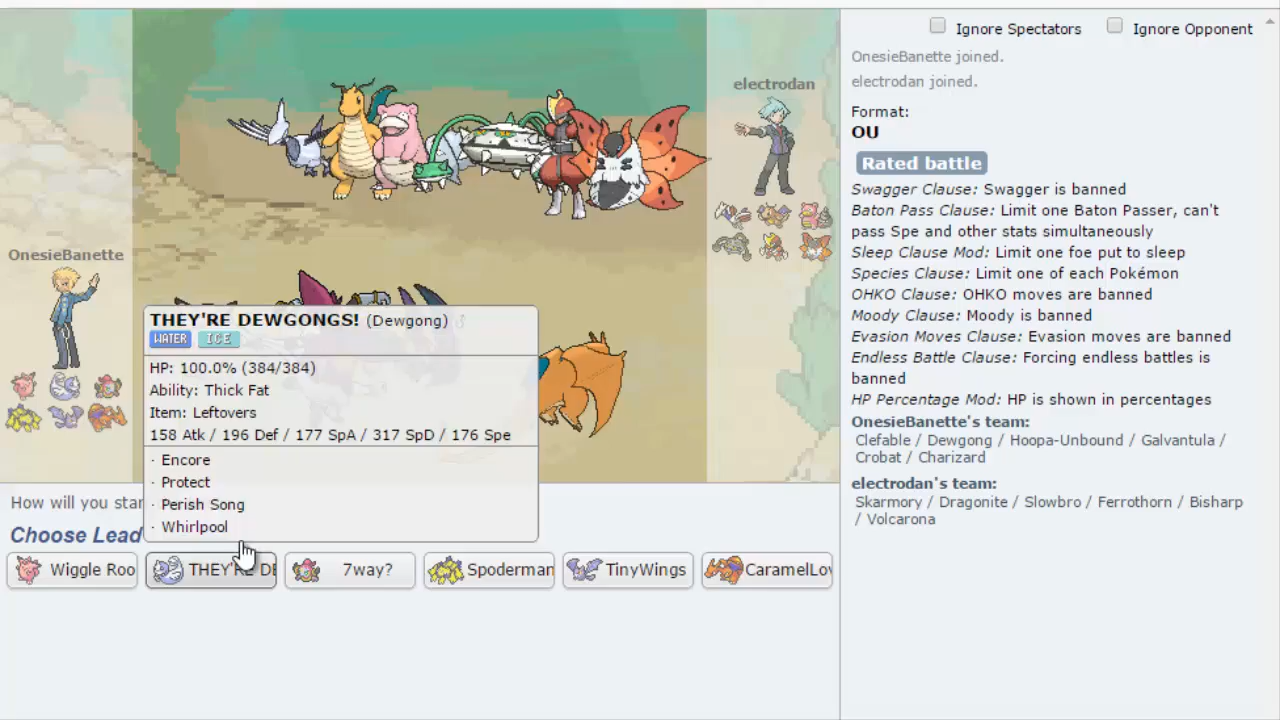 Ignore Spectators Ignore Opponent
OnesieBanette joined.
electrodan joined.
Format:
OU
Rated battle
Swagger Clause: Swagger is banned
Baton Pass Clause: Limit one Baton Passer, can't
pass Spe and other stats simultaneously
Sleep Clause Mod: Limit one foe put to sleep
Species Clause: Limit one of each Pokémon
OHKO Clause: OHKO moves are banned
Moody Clause: Moody is banned
Evasion Moves Clause: Evasion moves are banned
Endless Battle Clause: Forcing endless battles is
banned
HP Percentage Mod: HP is shown in percentages
OnesieBanette's team:
Clefable / Dewgong / Hoopa-Unbound / Galvantula /
Crobat / Charizard
electrodan's team:
Skarmory / Dragonite / Slowbro / Ferrothorn / Bisharp
/ Volcarona
electrodan
OnesieBanette
THEY'RE DEWGONGS! (Dewgong) ♂
WATER ICE
HP: 100.0% (384/384)
Ability: Thick Fat
Item: Leftovers
158 Atk / 196 Def / 177 SpA / 317 SpD / 176 Spe
· Encore
· Protect
· Perish Song
· Whirlpool
How will you star
Choose Lead
Wiggle Roo THEY'RE DE 7way? Spoderman TinyWings CaramelLov